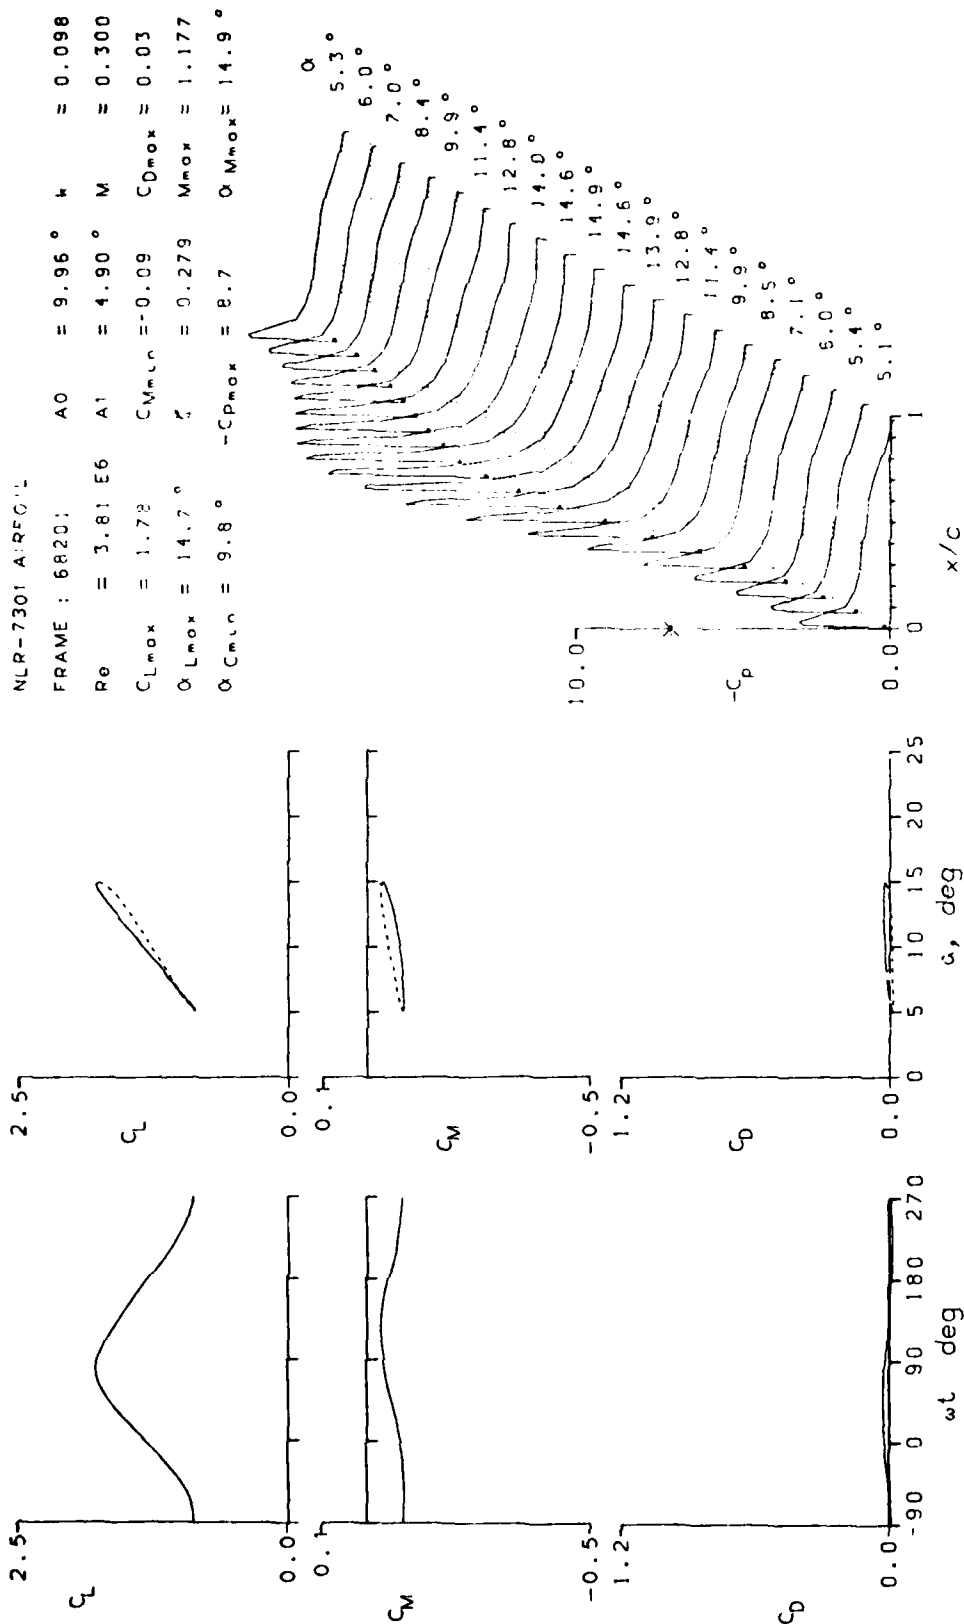 NLR-7301 AIRFOIL
FRAME : 68201 A0 = 9.96 ° k = 0.098
Re = 3.81 E6 A1 = 4.90 ° M = 0.300
CLmax = 1.78 CMmin =-0.09 CDmax = 0.03
αLmax = 14.7 ° = 0.279 Mmax = 1.177
αCmin = 9.8 ° -Cpmax = 8.7 αMmax = 14.9 °
α
5.3 °
6.0 °
7.0 °
8.4 °
9.9 °
11.4 °
12.8 °
14.0 °
14.6 °
14.9 °
14.6 °
13.9 °
12.8 °
11.4 °
9.9 °
8.5 °
7.1 °
6.0 °
5.4 °
5.1 °
10.0
-Cp
0.0
0 1
x/c
2.5
CL
0.0
0.1
CM
-0.5
1.2
CD
0.0
0 5 10 15 20 25
α, deg
2.5
CL
0.0
0.1
CM
-0.5
1.2
CD
0.0
-90 0 90 180 270
ωt deg